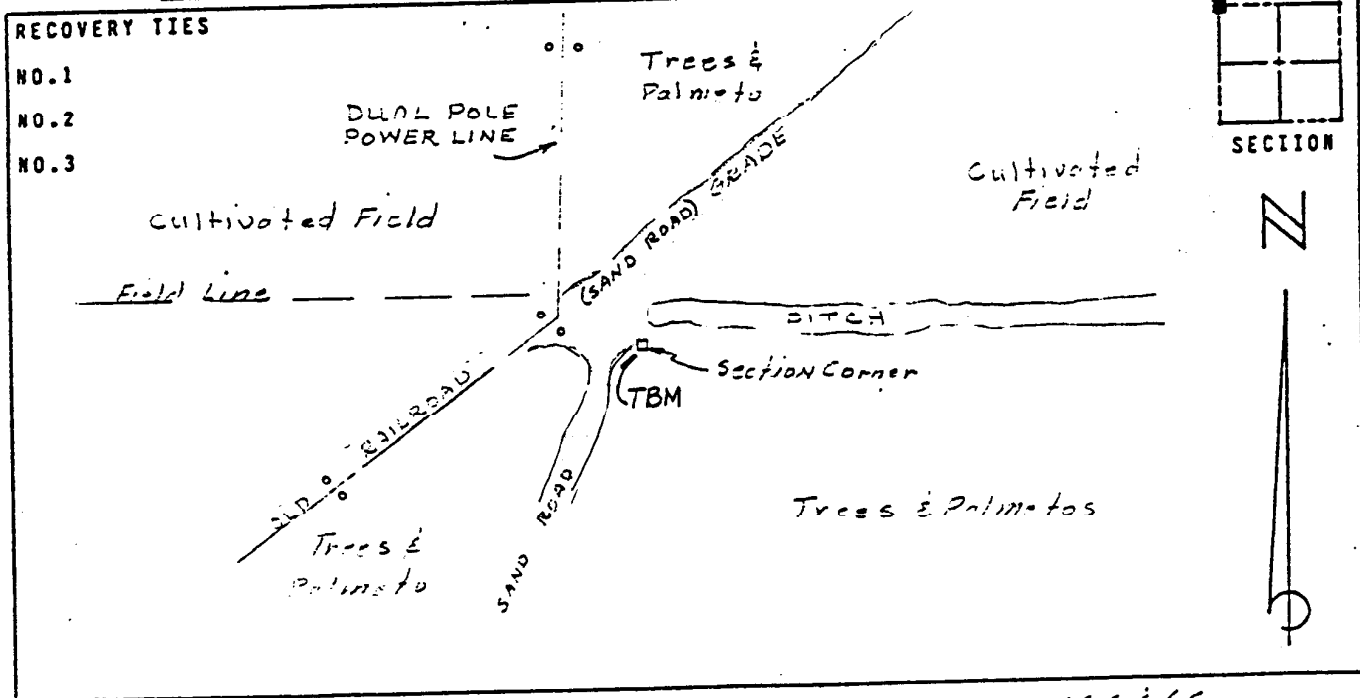 RECOVERY TIES
NO.1
NO.2
NO.3
DUAL POLE
POWER LINE
Trees &
Palmeto
SECTION
N
Cultivated Field
Cultivated
Field
(SAND ROAD) GRADE
Field Line
DITCH
Section Corner
TBM
OLD RAILROAD
SAND ROAD
Trees &
Palmeto
Trees & Palmetos